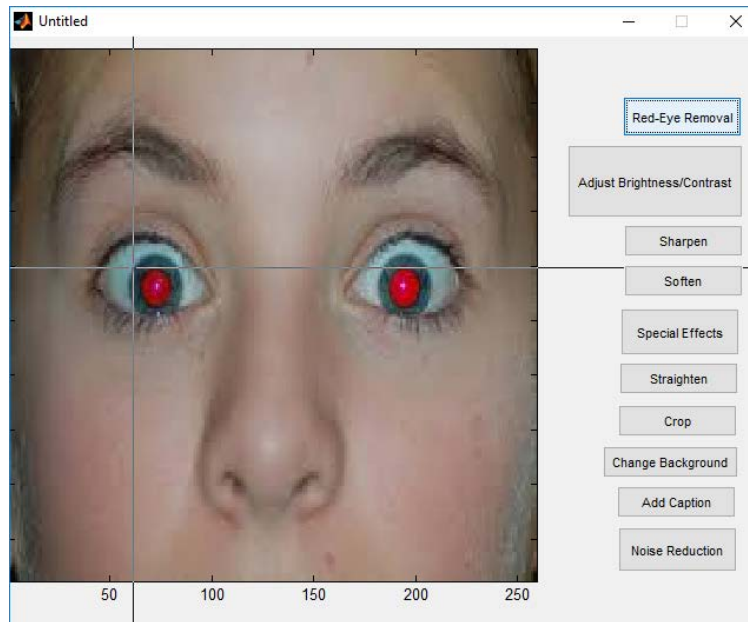 Untitled
Red-Eye Removal
Adjust Brightness/Contrast
Sharpen
Soften
Special Effects
Straighten
Crop
Change Background
Add Caption
Noise Reduction
50 100 150 200 250